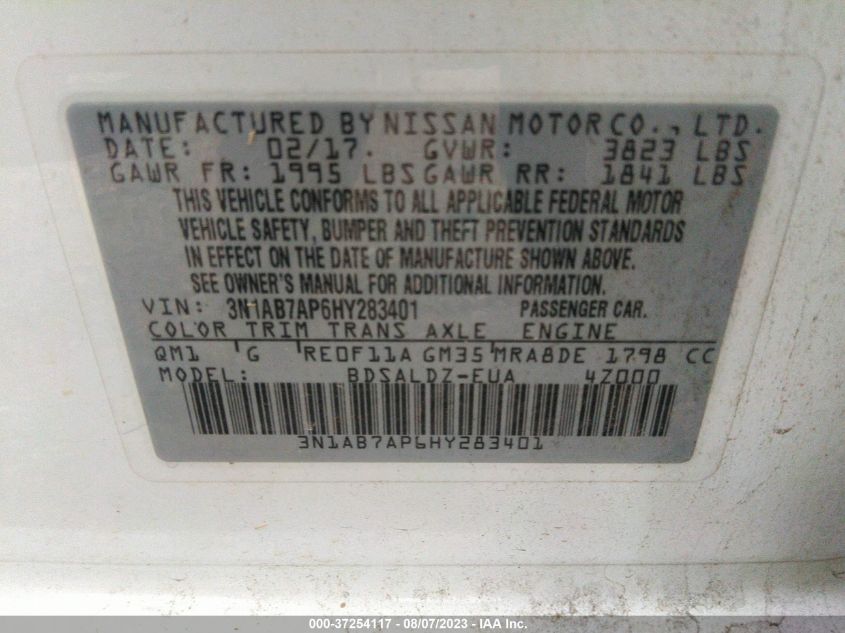 MANUFACTURED BY NISSAN MOTOR CO., LTD.
DATE: 02/17. GVWR: 3823 LBS
GAWR FR: 1995 LBS GAWR RR: 1841 LBS
THIS VEHICLE CONFORMS TO ALL APPLICABLE FEDERAL MOTOR
VEHICLE SAFETY, BUMPER AND THEFT PREVENTION STANDARDS
IN EFFECT ON THE DATE OF MANUFACTURE SHOWN ABOVE.
SEE OWNER'S MANUAL FOR ADDITIONAL INFORMATION.
VIN: 3N1AB7AP6HY283401 PASSENGER CAR.
COLOR TRIM TRANS AXLE ENGINE
QM1 G RE0F11A GM35 MRA8DE 1798 CC
MODEL: BDSALDZ-EUA 4Z000
3N1AB7AP6HY283401
000-37254117 - 08/07/2023 - IAA Inc.